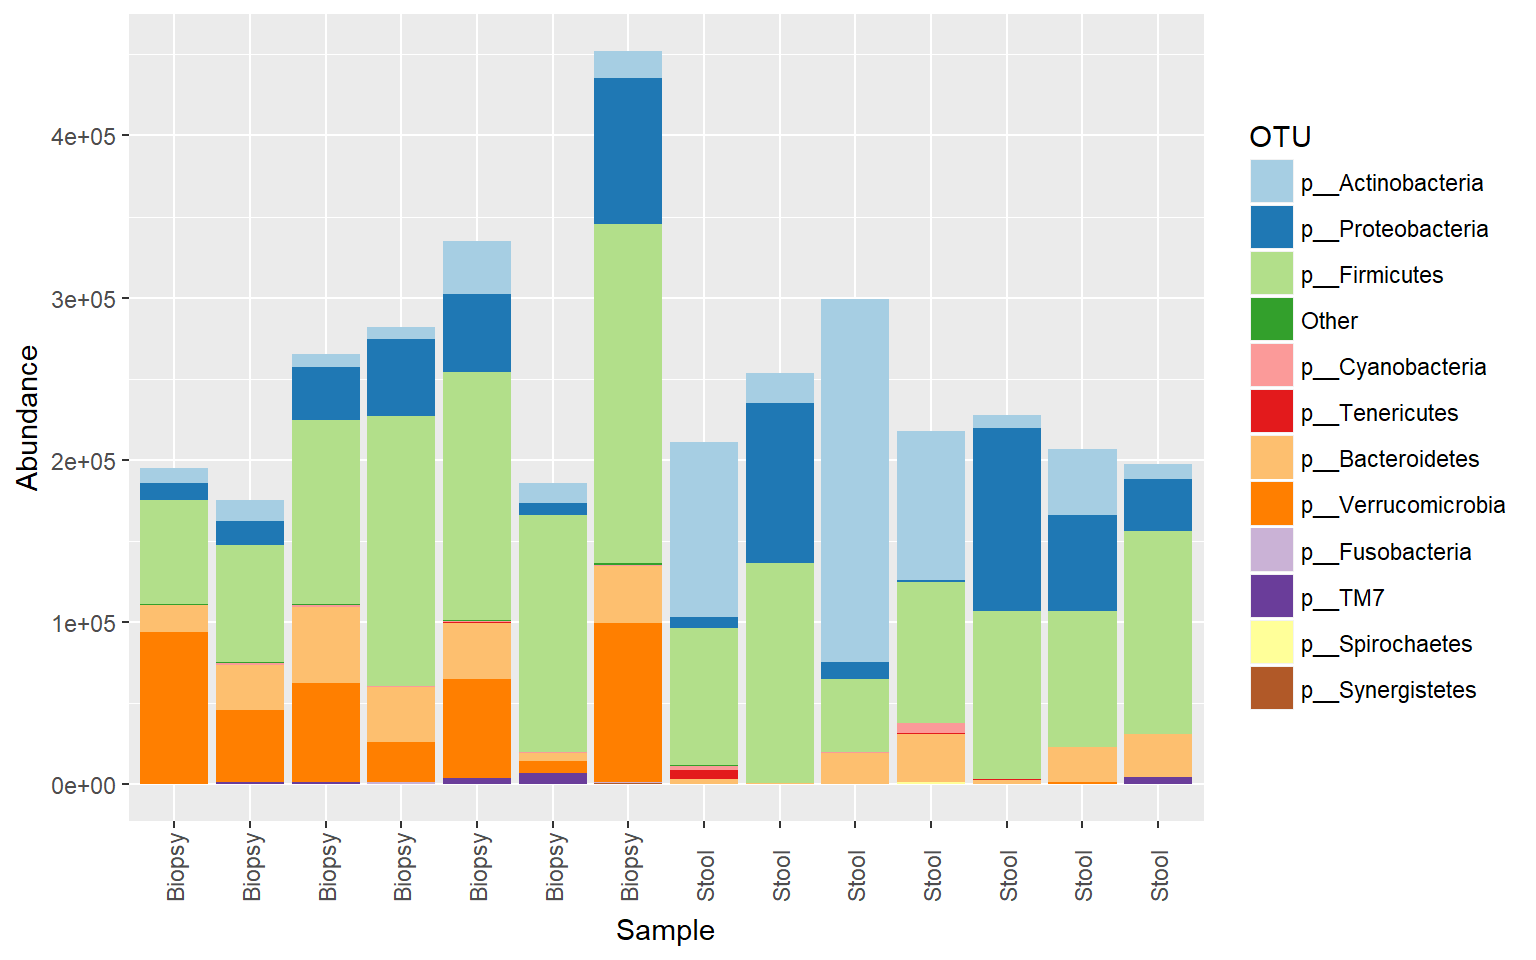 4e+05
3e+05
2e+05
1e+05
0e+00
Abundance
Biopsy
Biopsy
Biopsy
Biopsy
Biopsy
Biopsy
Biopsy
Stool
Stool
Stool
Stool
Stool
Stool
Stool
Sample
OTU
p__Actinobacteria
p__Proteobacteria
p__Firmicutes
Other
p__Cyanobacteria
p__Tenericutes
p__Bacteroidetes
p__Verrucomicrobia
p__Fusobacteria
p__TM7
p__Spirochaetes
p__Synergistetes